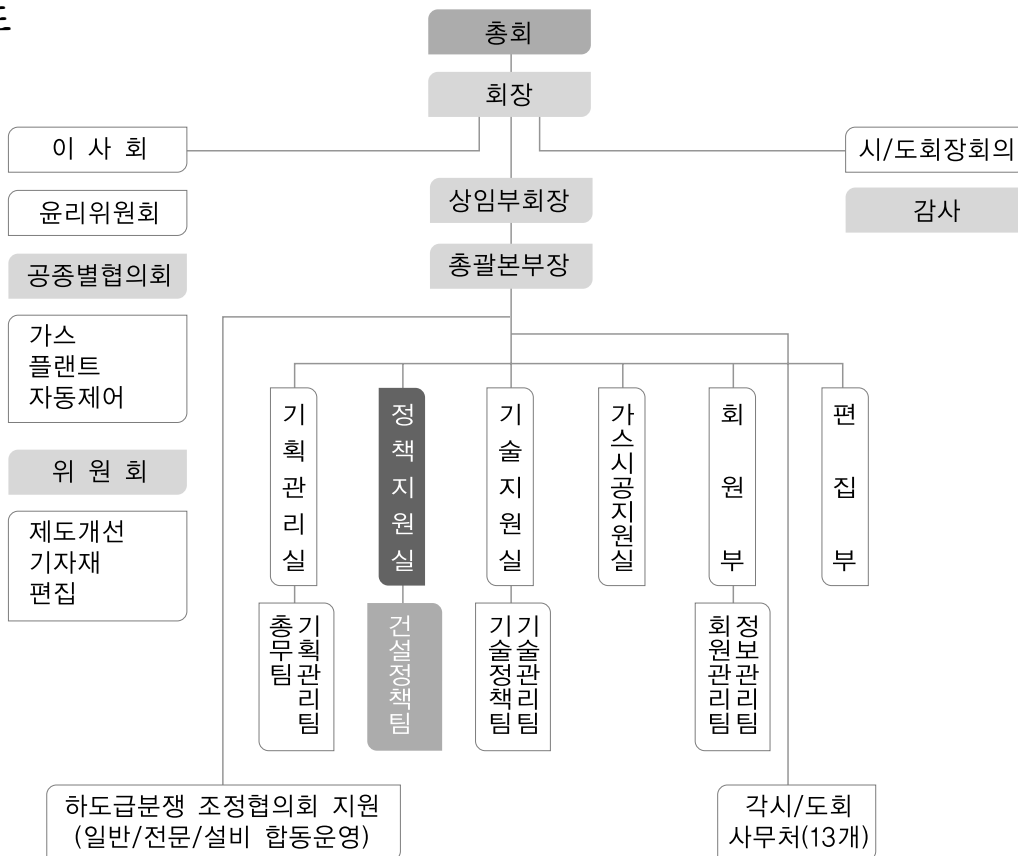 총회
회장
이 사 회
시/도회장회의
윤리위원회
상임부회장
감사
공종별협의회
총괄본부장
가스
플랜트
자동제어
위 원 회
제도개선
기자재
편집
기획관리실
정책지원실
기술지원실
가스시공지원실
회 원 부
편 집 부
총무팀
기획관리팀
건설정책팀
기술정책팀
기술관리팀
회원관리팀
정보관리팀
하도급분쟁 조정협의회 지원
(일반/전문/설비 합동운영)
각시/도회
사무처(13개)